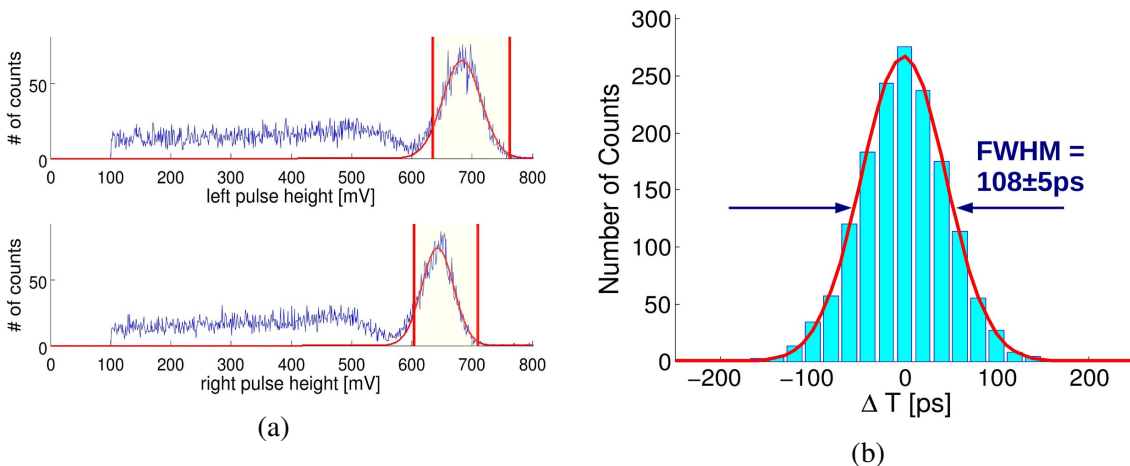 # of counts
50
0
0 100 200 300 400 500 600 700 800
left pulse height [mV]
# of counts
50
0
0 100 200 300 400 500 600 700 800
right pulse height [mV]
(a)
Number of Counts
300
250
200
150
100
50
0
FWHM =
108±5ps
−200 −100 0 100 200
Δ T [ps]
(b)